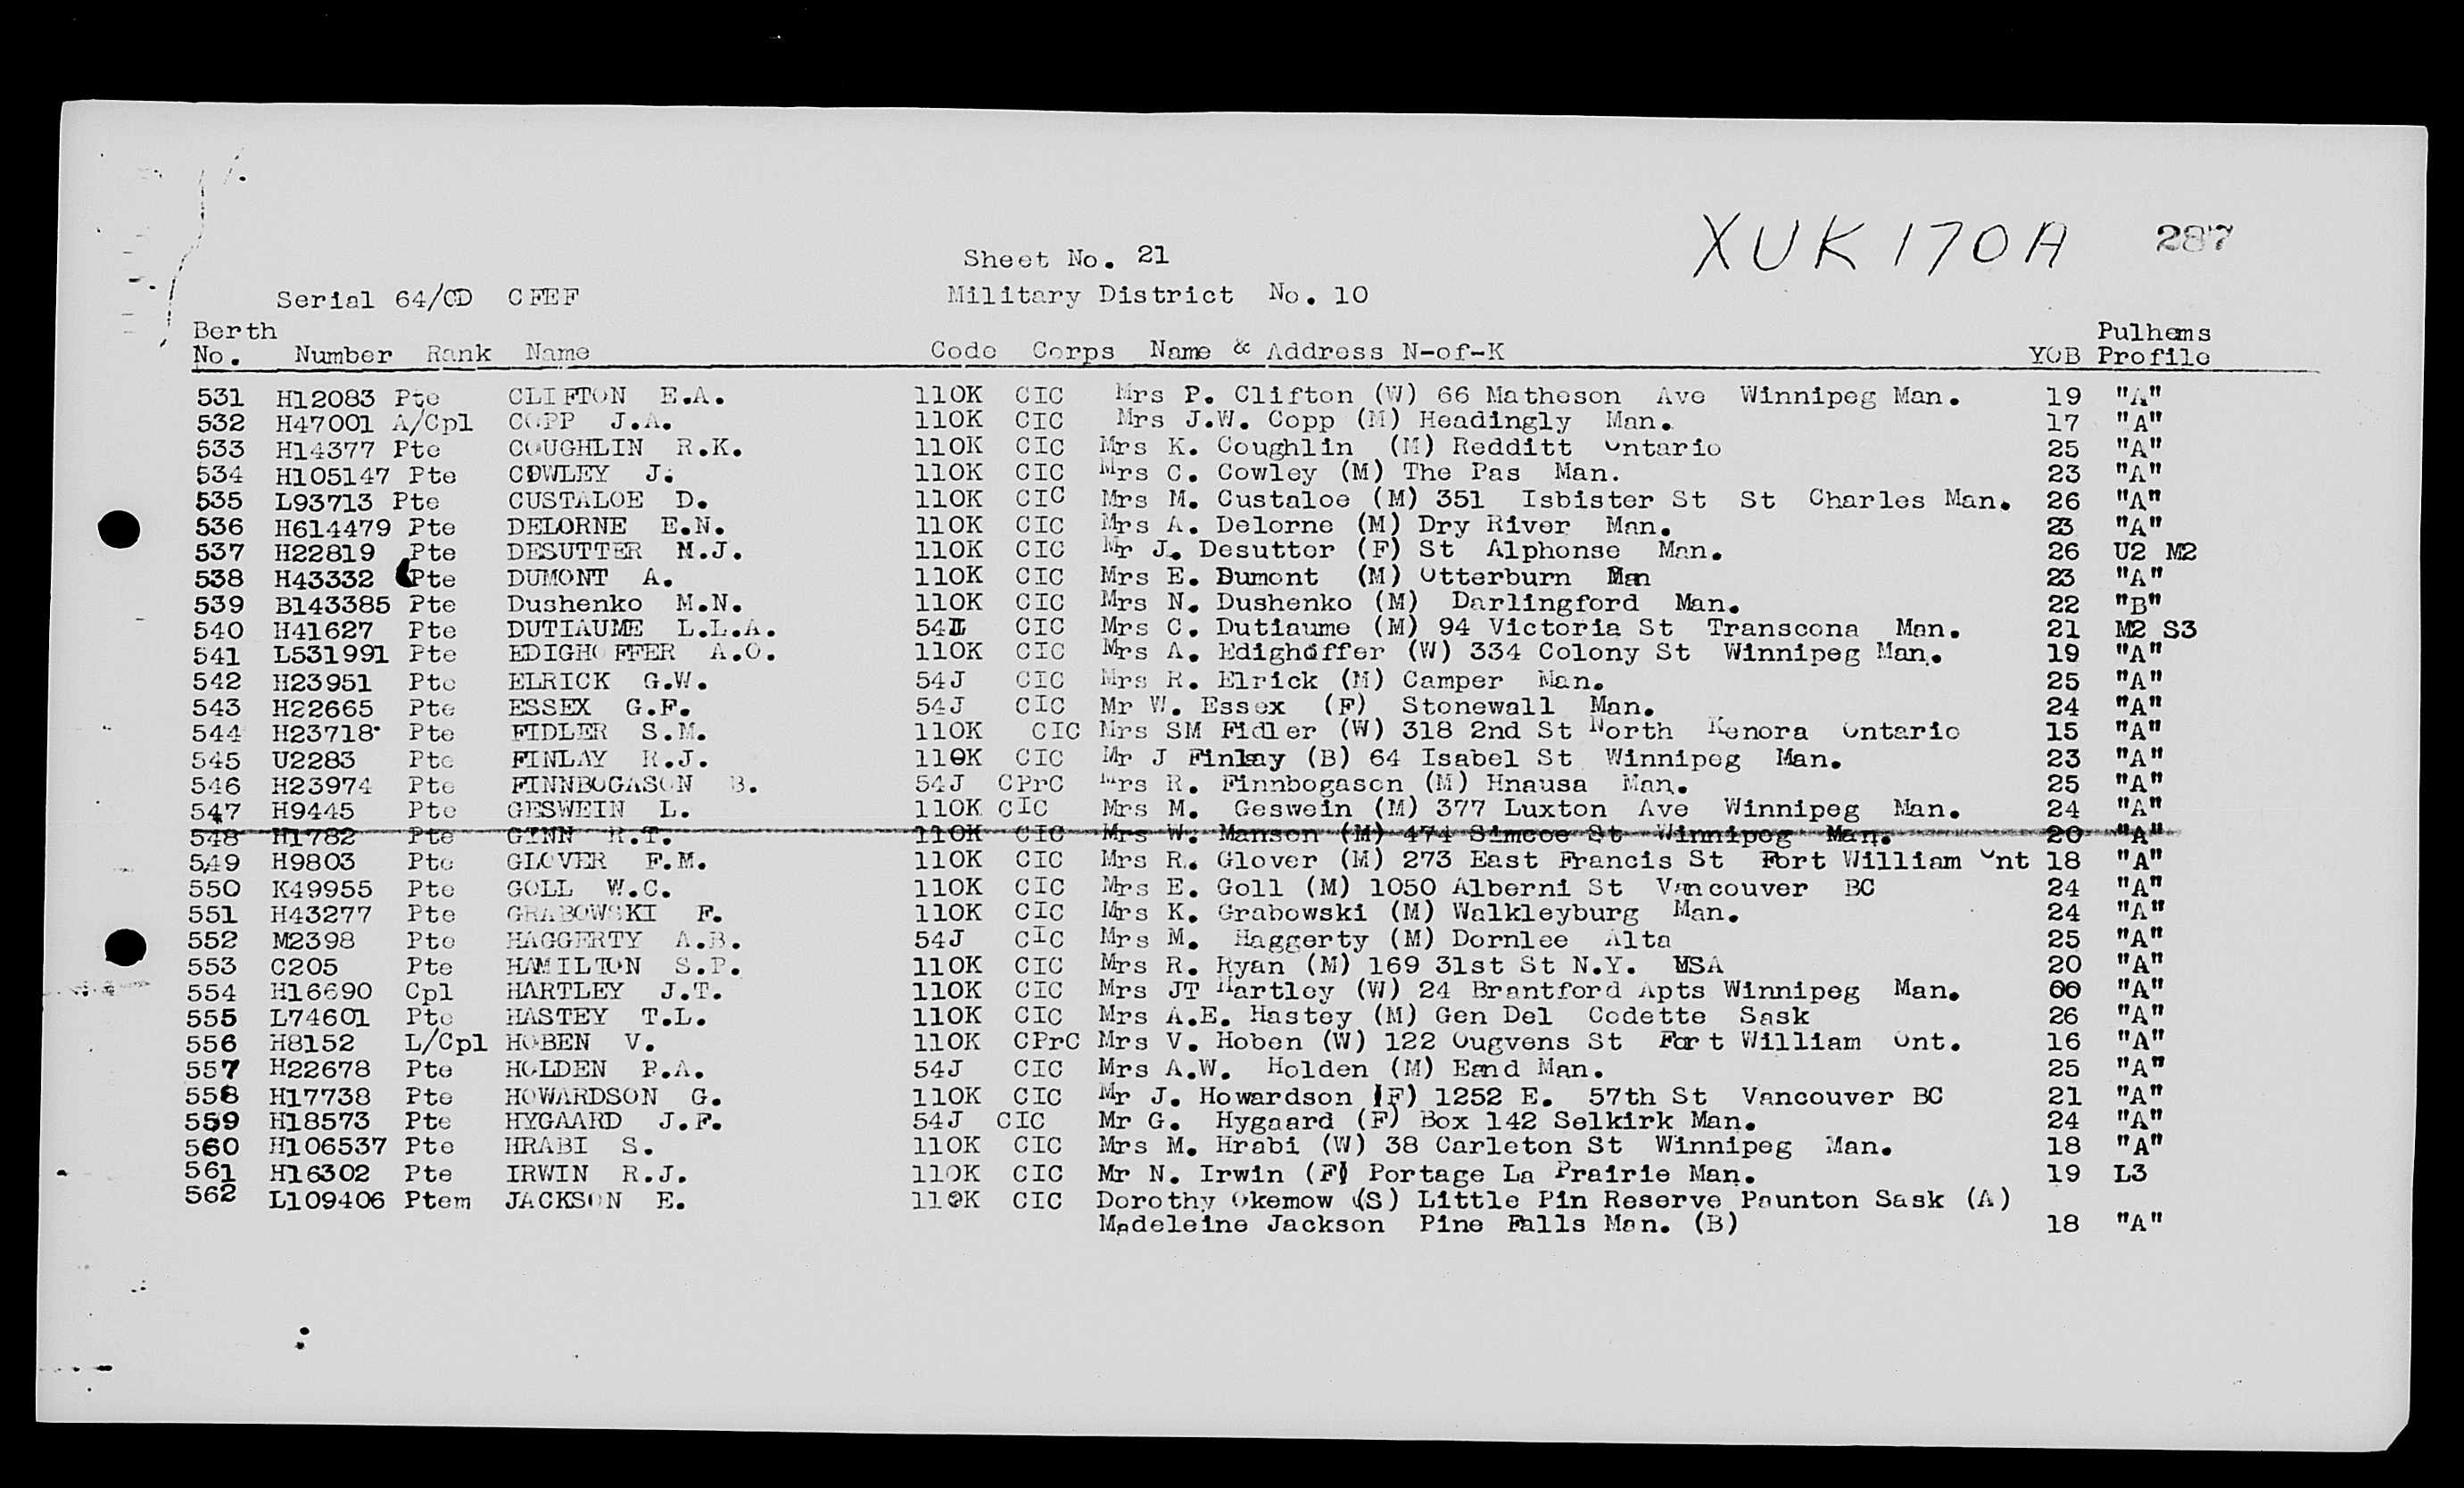 XUK 170A 287
Sheet No. 21
Serial 64/CD CFEF Military District No. 10
Berth Pulhems
No. Number Rank Name Code Corps Name & Address N-of-K YOB Profile
531 H12083 Pte CLIFTON E.A. 110K CIC Mrs P. Clifton (W) 66 Matheson Ave Winnipeg Man. 19 "A"
532 H47001 A/Cpl COPP J.A. 110K CIC Mrs J.W. Copp (M) Headingly Man. 17 "A"
533 H14377 Pte COUGHLIN R.K. 110K CIC Mrs K. Coughlin (M) Redditt Ontario 25 "A"
534 H105147 Pte COWLEY J. 110K CIC Mrs C. Cowley (M) The Pas Man. 23 "A"
535 L93713 Pte CUSTALOE D. 110K CIC Mrs M. Custaloe (M) 351 Isbister St St Charles Man. 26 "A"
536 H614479 Pte DELORNE E.N. 110K CIC Mrs A. Delorne (M) Dry River Man. 23 "A"
537 H22819 Pte DESUTTER M.J. 110K CIC Mr J. Desutter (F) St Alphonse Man. 26 U2 M2
538 H43332 Pte DUMONT A. 110K CIC Mrs E. Dumont (M) Otterburn Man 23 "A"
539 B143385 Pte Dushenko M.N. 110K CIC Mrs N. Dushenko (M) Darlingford Man. 22 "B"
540 H41627 Pte DUTIAUME L.L.A. CIC Mrs C. Dutiaume (M) 94 Victoria St Transcona Man. 21 M2 S3
541 L531991 Pte EDIGHOFFER A.O. 110K CIC Mrs A. Edighoffer (W) 334 Colony St Winnipeg Man. 19 "A"
542 H23951 Pte ELRICK G.W. 54J CIC Mrs R. Elrick (M) Camper Man. 25 "A"
543 H22665 Pte ESSEX G.F. 54J CIC Mr W. Essex (F) Stonewall Man. 24 "A"
544 H23718 Pte FIDLER S.M. 110K CIC Mrs SM Fidler (W) 318 2nd St North Kenora Ontario 15 "A"
545 U2283 Pte FINLAY R.J. 110K CIC Mr J Finlay (B) 64 Isabel St Winnipeg Man. 23 "A"
546 H23974 Pte FINNBOGASON B. 54J CPrC Mrs R. Finnbogason (M) Hnausa Man. 25 "A"
547 H9445 Pte GESWEIN L. 110K CIC Mrs M. Geswein (M) 377 Luxton Ave Winnipeg Man. 24 "A"
548 H1782 Pte GINN R.T. 110K CIC Mrs W. Manson (M) 474 Simcoe St Winnipeg Man. 20 "A"
549 H9803 Pte GLOVER F.M. 110K CIC Mrs R. Glover (M) 273 East Francis St Fort William Ont 18 "A"
550 K49955 Pte GOLL W.C. 110K CIC Mrs E. Goll (M) 1050 Alberni St Vancouver BC 24 "A"
551 H43277 Pte GRABOWSKI F. 110K CIC Mrs K. Grabowski (M) Walkleyburg Man. 24 "A"
552 M2398 Pte HAGGERTY A.B. 54J CIC Mrs M. Haggerty (M) Dornlee Alta 25 "A"
553 C205 Pte HAMILTON S.P. 110K CIC Mrs R. Ryan (M) 169 31st St N.Y. USA 20 "A"
554 H16690 Cpl HARTLEY J.T. 110K CIC Mrs JT Hartley (W) 24 Brantford Apts Winnipeg Man. "A"
555 L74601 Pte HASTEY T.L. 110K CIC Mrs A.E. Hastey (M) Gen Del Codette Sask 26 "A"
556 H8152 L/Cpl HOBEN V. 110K CPrC Mrs V. Hoben (W) 122 Ougvens St Fort William Ont. 16 "A"
557 H22678 Pte HOLDEN P.A. 54J CIC Mrs A.W. Holden (M) Man. 25 "A"
558 H17738 Pte HOWARDSON G. 110K CIC Mr J. Howardson (F) 1252 E. 57th St Vancouver BC 21 "A"
559 H18573 Pte HYGAARD J.F. 54J CIC Mr G. Hygaard (F) Box 142 Selkirk Man. 24 "A"
560 H106537 Pte HRABI S. 110K CIC Mrs M. Hrabi (W) 38 Carleton St Winnipeg Man. 18 "A"
561 H16302 Pte IRWIN R.J. 110K CIC Mr N. Irwin (F) Portage La Prairie Man. 19 L3
562 L109406 Ptem JACKSON E. 110K CIC Dorothy Okemow (S) Little Pin Reserve Paunton Sask (A)
Madeleine Jackson Pine Falls Man. (B) 18 "A"